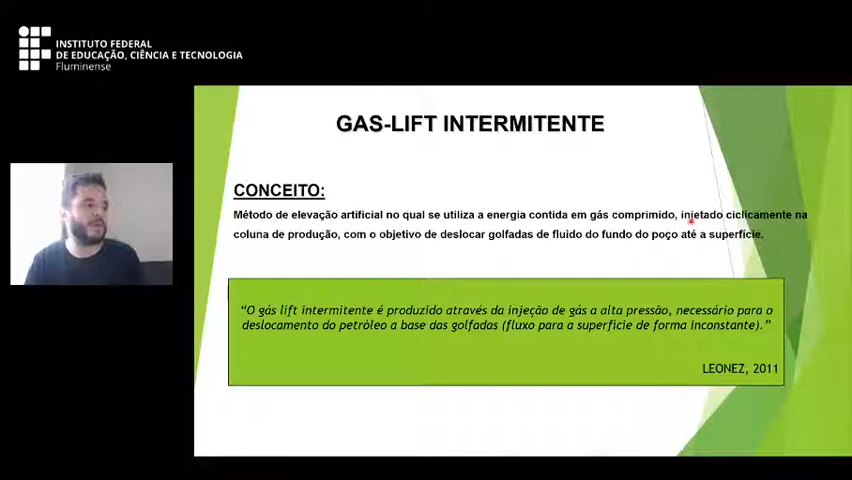 INSTITUTO FEDERAL
DE EDUCAÇÃO, CIÊNCIA E TECNOLOGIA
Fluminense
GAS-LIFT INTERMITENTE
CONCEITO:
Método de elevação artificial no qual se utiliza a energia contida em gás comprimido, injetado ciclicamente na
coluna de produção, com o objetivo de deslocar golfadas de fluido do fundo do poço até a superfície.
“O gás lift intermitente é produzido através da injeção de gás a alta pressão, necessário para o
deslocamento do petróleo a base das golfadas (fluxo para a superfície de forma inconstante).”
LEONEZ, 2011